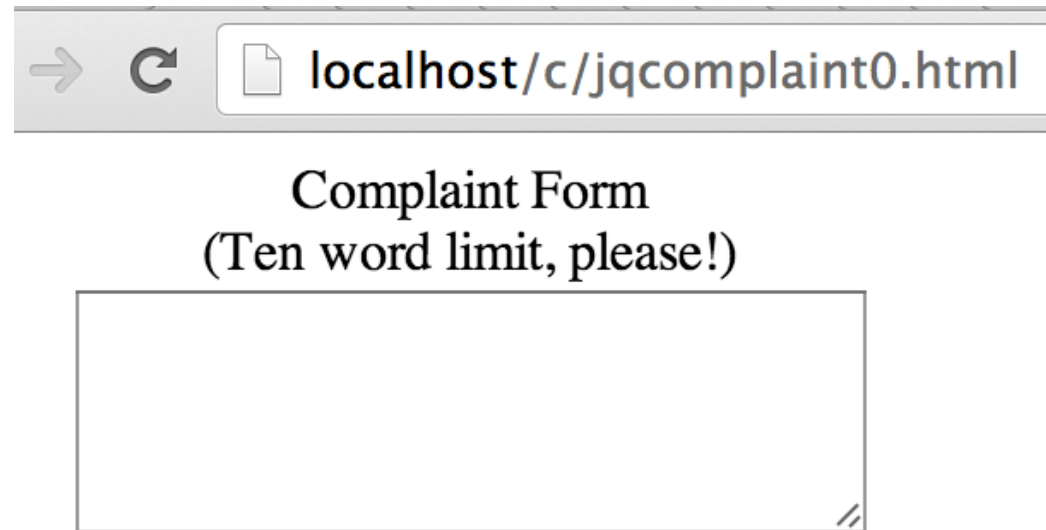 localhost/c/jqcomplaint0.html
Complaint Form
(Ten word limit, please!)